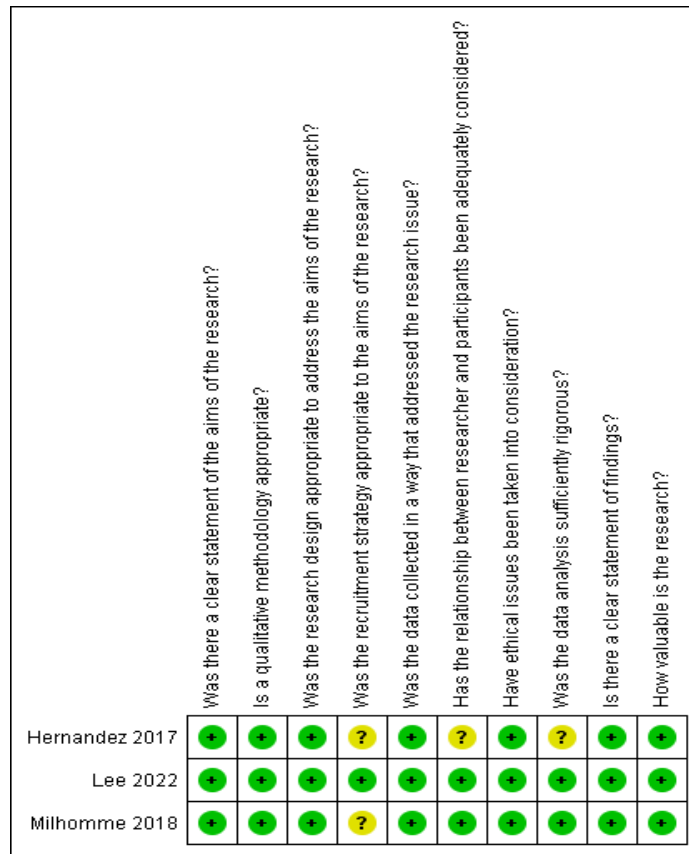 Was there a clear statement of the aims of the research?
Is a qualitative methodology appropriate?
Was the research design appropriate to address the aims of the research?
Was the recruitment strategy appropriate to the aims of the research?
Was the data collected in a way that addressed the research issue?
Has the relationship between researcher and participants been adequately considered?
Have ethical issues been taken into consideration?
Was the data analysis sufficiently rigorous?
Is there a clear statement of findings?
How valuable is the research?
Hernandez 2017 + + + ? + ? + ? + +
Lee 2022 + + + + + + + + + +
Milhomme 2018 + + + ? + + + + + +